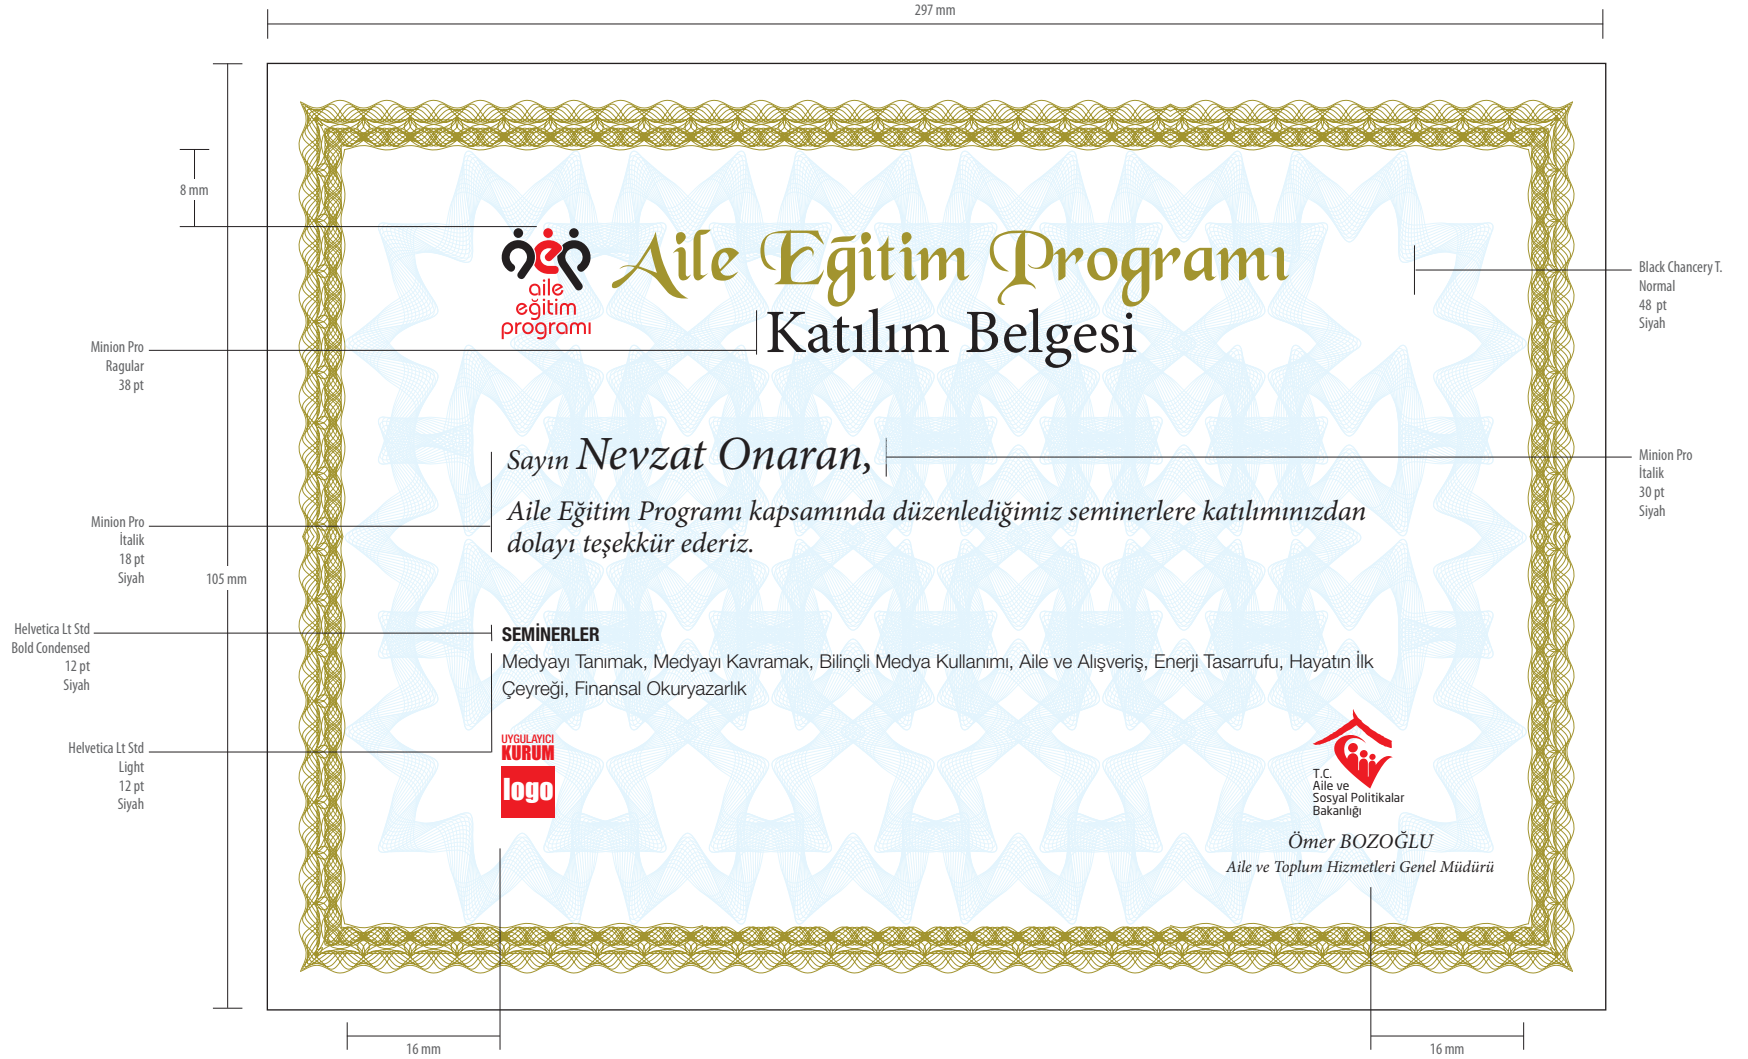 297 mm
8 mm
aile
eğitim
programı
Aile Eğitim Programı
Katılım Belgesi
Black Chancery T.
Normal
48 pt
Siyah
Minion Pro
Ragular
38 pt
Sayın Nevzat Onaran,
Minion Pro
İtalik
30 pt
Siyah
Aile Eğitim Programı kapsamında düzenlediğimiz seminerlere katılımınızdan
dolayı teşekkür ederiz.
Minion Pro
İtalik
18 pt
Siyah
105 mm
Helvetica Lt Std
Bold Condensed
12 pt
Siyah
SEMİNERLER
Medyayı Tanımak, Medyayı Kavramak, Bilinçli Medya Kullanımı, Aile ve Alışveriş, Enerji Tasarrufu, Hayatın İlk
Çeyreği, Finansal Okuryazarlık
Helvetica Lt Std
Light
12 pt
Siyah
UYGULAYICI
KURUM
logo
T.C.
Aile ve
Sosyal Politikalar
Bakanlığı
Ömer BOZOĞLU
Aile ve Toplum Hizmetleri Genel Müdürü
16 mm
16 mm